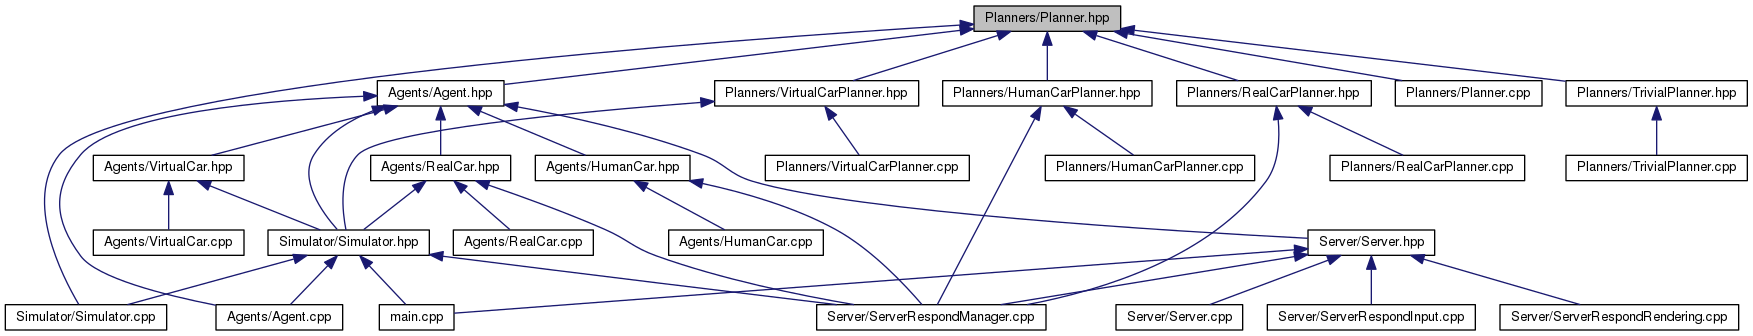 Planners/Planner.hpp
Agents/Agent.hpp
Planners/VirtualCarPlanner.hpp
Planners/HumanCarPlanner.hpp
Planners/RealCarPlanner.hpp
Planners/Planner.cpp
Planners/TrivialPlanner.hpp
Agents/VirtualCar.hpp
Agents/RealCar.hpp
Agents/HumanCar.hpp
Planners/VirtualCarPlanner.cpp
Planners/HumanCarPlanner.cpp
Planners/RealCarPlanner.cpp
Planners/TrivialPlanner.cpp
Agents/VirtualCar.cpp
Simulator/Simulator.hpp
Agents/RealCar.cpp
Agents/HumanCar.cpp
Server/Server.hpp
Simulator/Simulator.cpp
Agents/Agent.cpp
main.cpp
Server/ServerRespondManager.cpp
Server/Server.cpp
Server/ServerRespondInput.cpp
Server/ServerRespondRendering.cpp